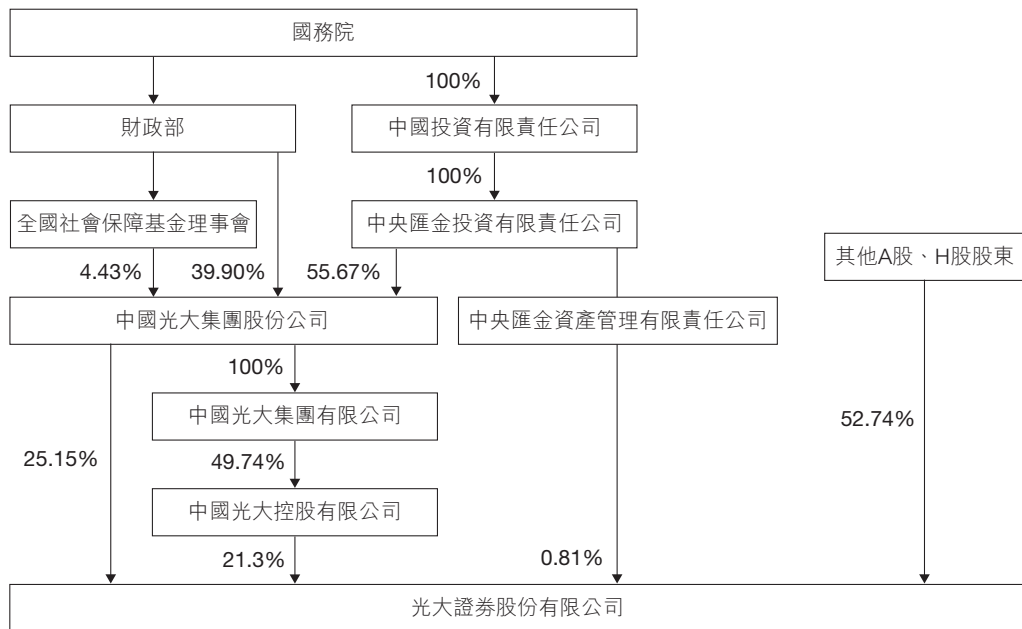 國務院
100%
財政部
中國投資有限責任公司
100%
全國社會保障基金理事會
中央匯金投資有限責任公司
其他A股、H股股東
4.43%
39.90%
55.67%
中國光大集團股份公司
中央匯金資產管理有限責任公司
100%
中國光大集團有限公司
52.74%
25.15%
49.74%
中國光大控股有限公司
21.3%
0.81%
光大證券股份有限公司